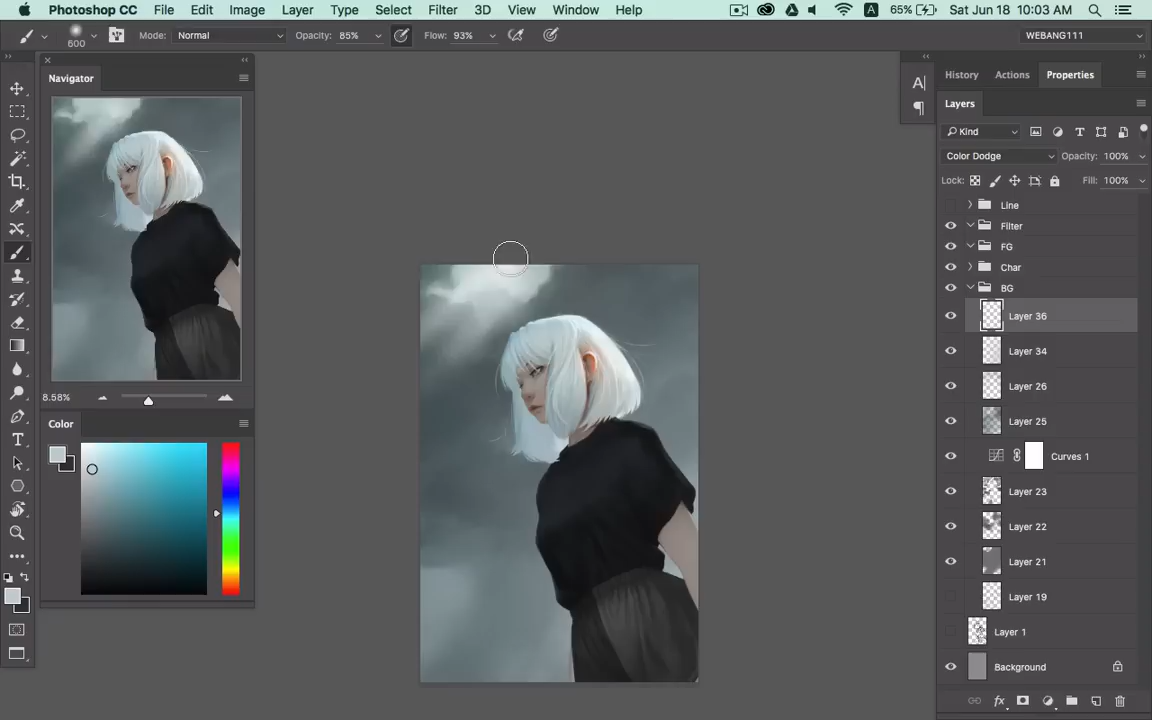 Photoshop CC File Edit Image Layer Type Select Filter 3D View Window Help A 65% Sat Jun 18 10:03 AM
600 Mode: Normal Opacity: 85% Flow: 93% WEBANG111
Navigator
8.58%
Color
A|
¶
History Actions Properties
Layers
Kind
Color Dodge Opacity: 100%
Lock: Fill: 100%
Line
Filter
FG
Char
BG
Layer 36
Layer 34
Layer 26
Layer 25
Curves 1
Layer 23
Layer 22
Layer 21
Layer 19
Layer 1
Background
fx